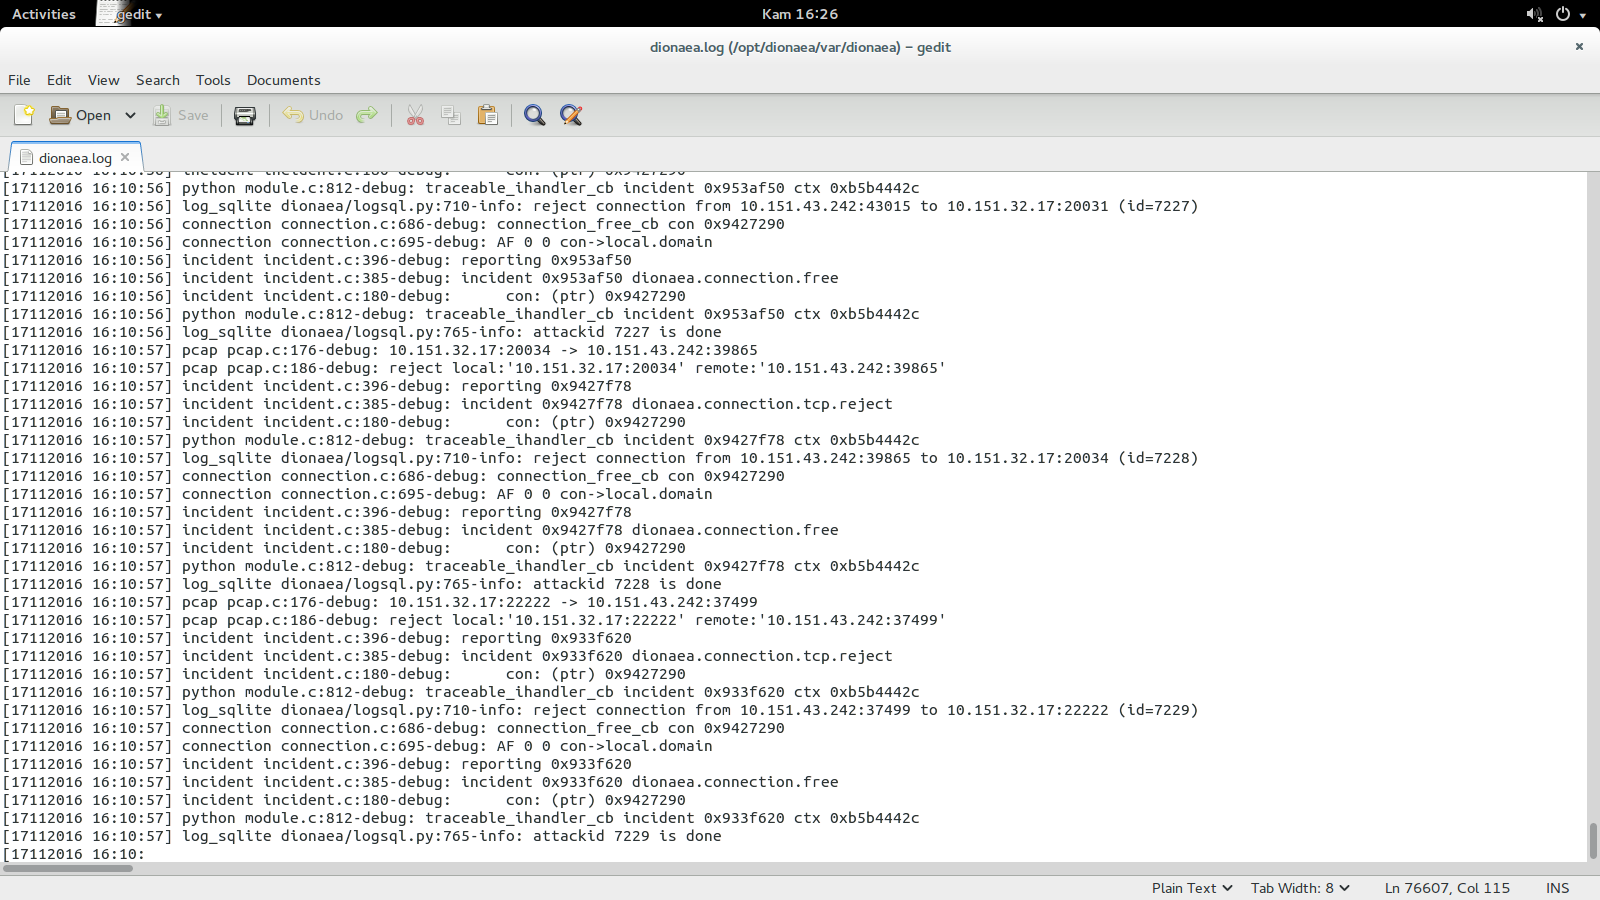 Activities gedit Kam 16:26
dionaea.log (/opt/dionaea/var/dionaea) – gedit
File Edit View Search Tools Documents
Open Save Undo
dionaea.log
[17112016 16:10:56] incident incident.c:180-debug:      con: (ptr) 0x9427290
[17112016 16:10:56] python module.c:812-debug: traceable_ihandler_cb incident 0x953af50 ctx 0xb5b4442c
[17112016 16:10:56] log_sqlite dionaea/logsql.py:710-info: reject connection from 10.151.43.242:43015 to 10.151.32.17:20031 (id=7227)
[17112016 16:10:56] connection connection.c:686-debug: connection_free_cb con 0x9427290
[17112016 16:10:56] connection connection.c:695-debug: AF 0 0 con->local.domain
[17112016 16:10:56] incident incident.c:396-debug: reporting 0x953af50
[17112016 16:10:56] incident incident.c:385-debug: incident 0x953af50 dionaea.connection.free
[17112016 16:10:56] incident incident.c:180-debug:      con: (ptr) 0x9427290
[17112016 16:10:56] python module.c:812-debug: traceable_ihandler_cb incident 0x953af50 ctx 0xb5b4442c
[17112016 16:10:56] log_sqlite dionaea/logsql.py:765-info: attackid 7227 is done
[17112016 16:10:57] pcap pcap.c:176-debug: 10.151.32.17:20034 -> 10.151.43.242:39865
[17112016 16:10:57] pcap pcap.c:186-debug: reject local:'10.151.32.17:20034' remote:'10.151.43.242:39865'
[17112016 16:10:57] incident incident.c:396-debug: reporting 0x9427f78
[17112016 16:10:57] incident incident.c:385-debug: incident 0x9427f78 dionaea.connection.tcp.reject
[17112016 16:10:57] incident incident.c:180-debug:      con: (ptr) 0x9427290
[17112016 16:10:57] python module.c:812-debug: traceable_ihandler_cb incident 0x9427f78 ctx 0xb5b4442c
[17112016 16:10:57] log_sqlite dionaea/logsql.py:710-info: reject connection from 10.151.43.242:39865 to 10.151.32.17:20034 (id=7228)
[17112016 16:10:57] connection connection.c:686-debug: connection_free_cb con 0x9427290
[17112016 16:10:57] connection connection.c:695-debug: AF 0 0 con->local.domain
[17112016 16:10:57] incident incident.c:396-debug: reporting 0x9427f78
[17112016 16:10:57] incident incident.c:385-debug: incident 0x9427f78 dionaea.connection.free
[17112016 16:10:57] incident incident.c:180-debug:      con: (ptr) 0x9427290
[17112016 16:10:57] python module.c:812-debug: traceable_ihandler_cb incident 0x9427f78 ctx 0xb5b4442c
[17112016 16:10:57] log_sqlite dionaea/logsql.py:765-info: attackid 7228 is done
[17112016 16:10:57] pcap pcap.c:176-debug: 10.151.32.17:22222 -> 10.151.43.242:37499
[17112016 16:10:57] pcap pcap.c:186-debug: reject local:'10.151.32.17:22222' remote:'10.151.43.242:37499'
[17112016 16:10:57] incident incident.c:396-debug: reporting 0x933f620
[17112016 16:10:57] incident incident.c:385-debug: incident 0x933f620 dionaea.connection.tcp.reject
[17112016 16:10:57] incident incident.c:180-debug:      con: (ptr) 0x9427290
[17112016 16:10:57] python module.c:812-debug: traceable_ihandler_cb incident 0x933f620 ctx 0xb5b4442c
[17112016 16:10:57] log_sqlite dionaea/logsql.py:710-info: reject connection from 10.151.43.242:37499 to 10.151.32.17:22222 (id=7229)
[17112016 16:10:57] connection connection.c:686-debug: connection_free_cb con 0x9427290
[17112016 16:10:57] connection connection.c:695-debug: AF 0 0 con->local.domain
[17112016 16:10:57] incident incident.c:396-debug: reporting 0x933f620
[17112016 16:10:57] incident incident.c:385-debug: incident 0x933f620 dionaea.connection.free
[17112016 16:10:57] incident incident.c:180-debug:      con: (ptr) 0x9427290
[17112016 16:10:57] python module.c:812-debug: traceable_ihandler_cb incident 0x933f620 ctx 0xb5b4442c
[17112016 16:10:57] log_sqlite dionaea/logsql.py:765-info: attackid 7229 is done
[17112016 16:10:
Plain Text Tab Width: 8 Ln 76607, Col 115 INS